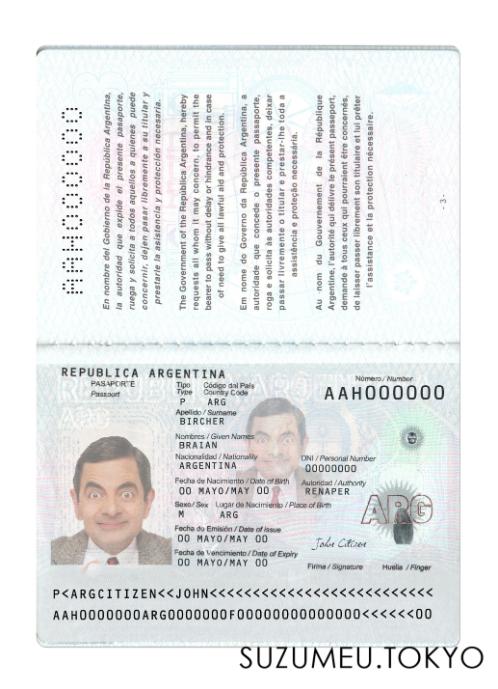 AAH000000
En nombre del Gobierno de la República Argentina,
la autoridad que expide el presente pasaporte,
ruega y solicita a todos aquellos a quienes puede
concernir, dejen pasar libremente a su titular y
prestarle la asistencia y protección necesaria.
The Government of the República Argentina, hereby
requests all whom it may concern, to permit the
bearer to pass without delay or hindrance and in case
of need to give all lawful aid and protection.
Em nome do Governo da República Argentina, a
autoridade que concede o presente passaporte,
roga e solicita às autoridades competentes, deixar
passar livremente o titular e prestar-lhe toda a
assistência e proteção necessária.
Au nom du Gouvernement de la République
Argentine, l'autorité qui délivre le présent passeport,
demande à tous ceux qui pourraient être concernés,
de laisser passer librement son titulaire et lui prêter
l'assistance et la protection nécessaire.
- 3 -
REPUBLICA ARGENTINA
PASAPORTE
Passport
Tipo Código del País
Type Country Code
P ARG
Número / Number
AAH000000
Apellido / Surname
BIRCHER
Nombres / Given Names
BRAIAN
Nacionalidad / Nationality
ARGENTINA
DNI / Personal Number
00000000
Fecha de Nacimiento / Date of Birth
00 MAYO/MAY 00
Autoridad / Authority
RENAPER
Sexo / Sex Lugar de Nacimiento / Place of Birth
M ARG
ARG
Fecha de Emisión / Date of Issue
00 MAYO/MAY 00
John Citizen
Fecha de Vencimiento / Date of Expiry
00 MAYO/MAY 00
Firma / Signature Huella / Finger
P<ARGCITIZEN<<JOHN<<<<<<<<<<<<<<<<<<<<<<<<<<
AAH0000000ARG0000000F00000000000000<<<<<<00
SUZUMEU.TOKYO